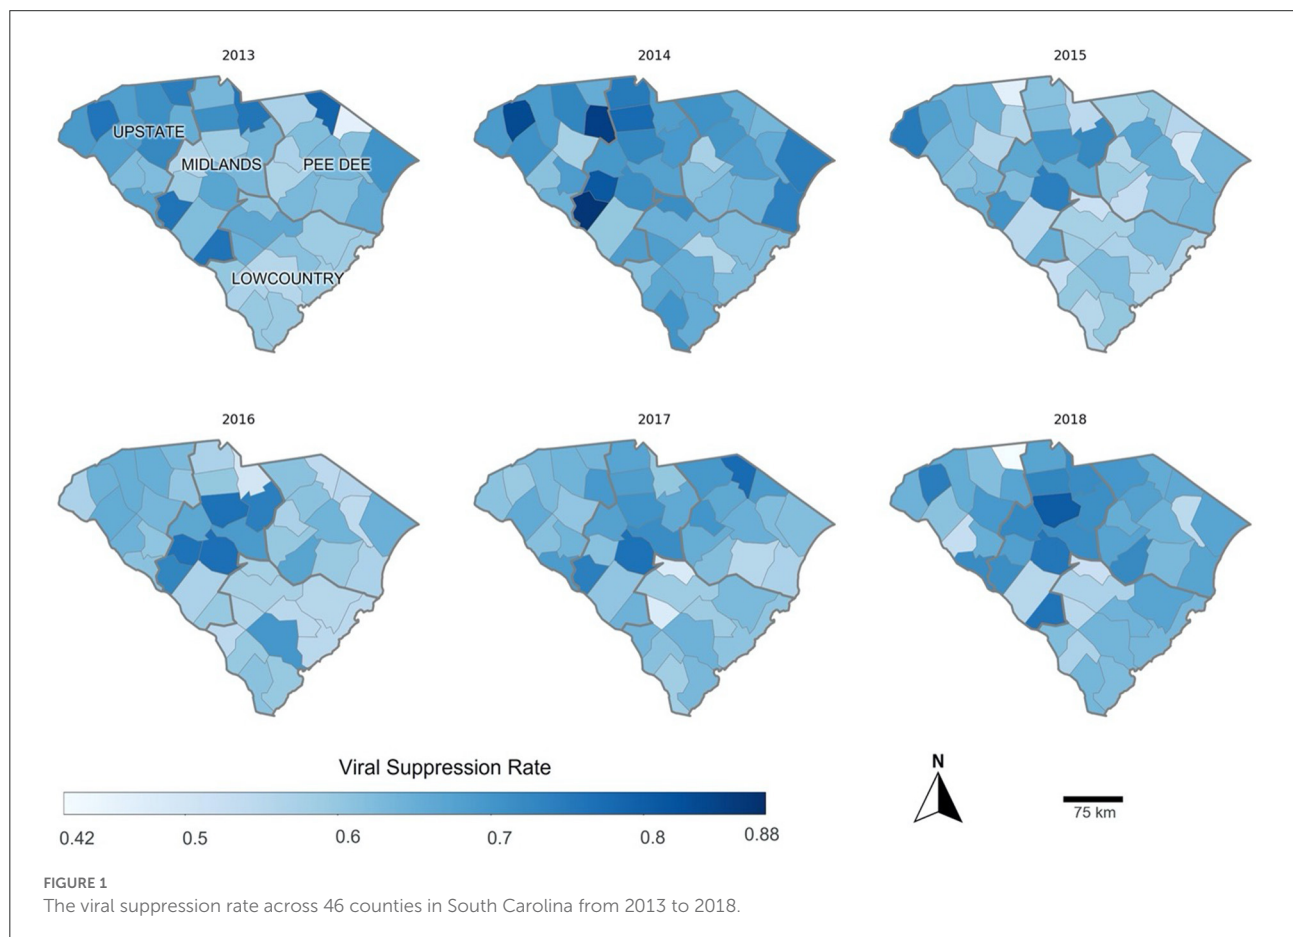 2013
2014
2015
UPSTATE
MIDLANDS
PEE DEE
LOWCOUNTRY
2016
2017
2018
Viral Suppression Rate
0.42
0.5
0.6
0.7
0.8
0.88
N
75 km
FIGURE 1
The viral suppression rate across 46 counties in South Carolina from 2013 to 2018.